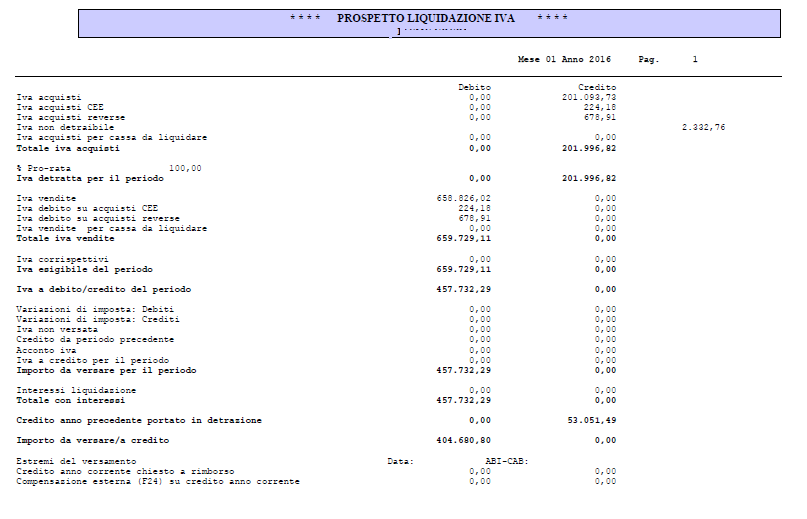 **** PROSPETTO LIQUIDAZIONE IVA ****
Mese 01 Anno 2016 Pag. 1
Debito Credito
Iva acquisti 0,00 201.093,73
Iva acquisti CEE 0,00 224,18
Iva acquisti reverse 0,00 678,91
Iva non detraibile 2.332,76
Iva acquisti per cassa da liquidare 0,00 0,00
Totale iva acquisti 0,00 201.996,82
% Pro-rata 100,00
Iva detratta per il periodo 0,00 201.996,82
Iva vendite 658.826,02 0,00
Iva debito su acquisti CEE 224,18 0,00
Iva debito su acquisti reverse 678,91 0,00
Iva vendite per cassa da liquidare 0,00 0,00
Totale iva vendite 659.729,11 0,00
Iva corrispettivi 0,00 0,00
Iva esigibile del periodo 659.729,11 0,00
Iva a debito/credito del periodo 457.732,29 0,00
Variazioni di imposta: Debiti 0,00 0,00
Variazioni di imposta: Crediti 0,00 0,00
Iva non versata 0,00 0,00
Credito da periodo precedente 0,00 0,00
Acconto iva 0,00 0,00
Iva a credito per il periodo 0,00 0,00
Importo da versare per il periodo 457.732,29 0,00
Interessi liquidazione 0,00 0,00
Totale con interessi 457.732,29 0,00
Credito anno precedente portato in detrazione 0,00 53.051,49
Importo da versare/a credito 404.680,80 0,00
Estremi del versamento Data: ABI-CAB:
Credito anno corrente chiesto a rimborso 0,00 0,00
Compensazione esterna (F24) su credito anno corrente 0,00 0,00